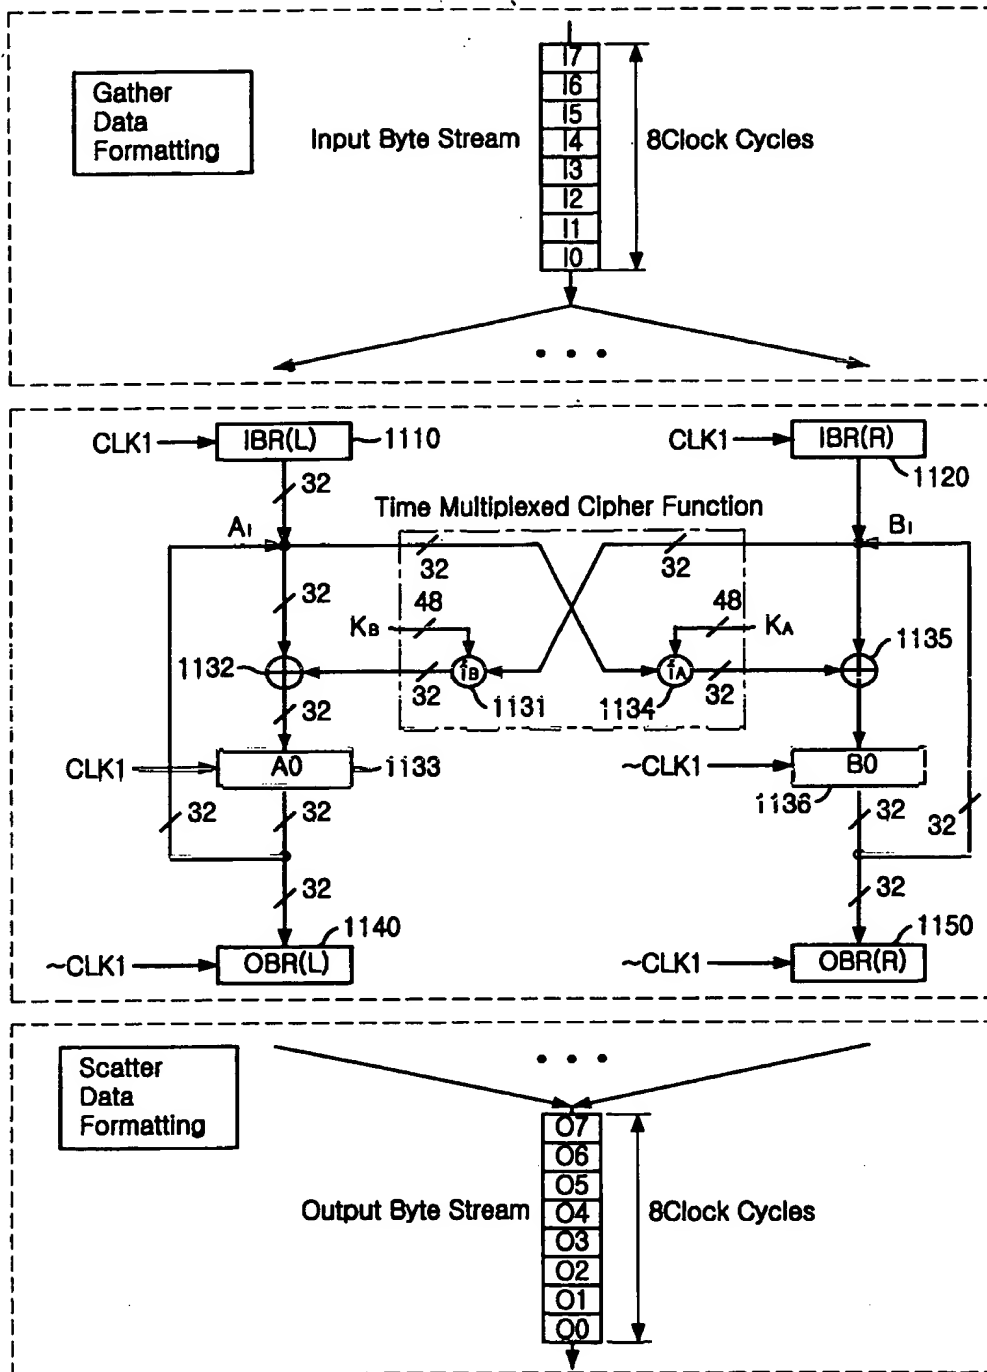 Gather
Data
Formatting
Input Byte Stream
I7
I6
I5
I4
I3
I2
I1
I0
8Clock Cycles
CLK1
IBR(L)
1110
CLK1
IBR(R)
1120
32
Time Multiplexed Cipher Function
AI
BI
32
32
32
48
48
KB
KA
1132
1135
fB
fA
32
32
1131
1134
32
CLK1
A0
1133
~CLK1
B0
1136
32
32
32
32
32
32
1140
1150
~CLK1
OBR(L)
~CLK1
OBR(R)
Scatter
Data
Formatting
Output Byte Stream
O7
O6
O5
O4
O3
O2
O1
O0
8Clock Cycles